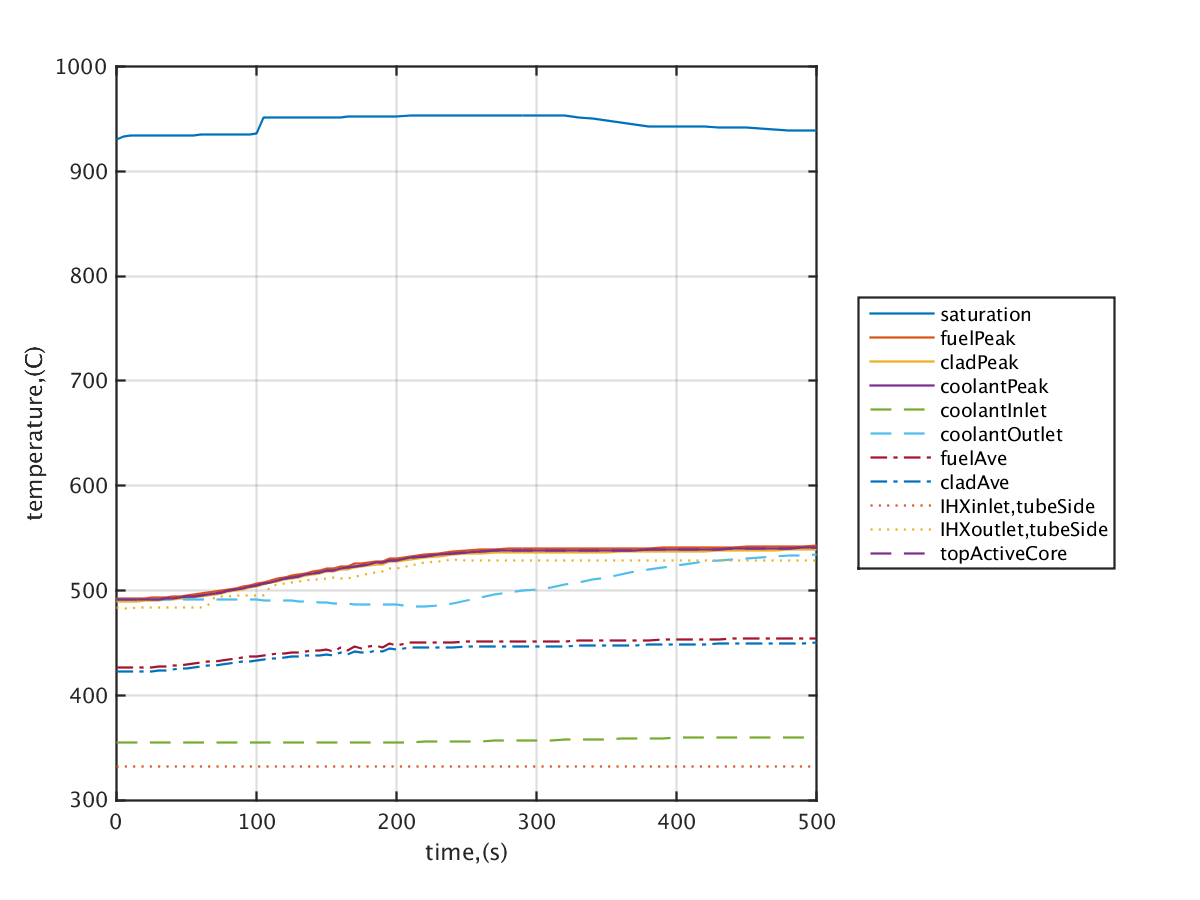 1000
900
800
700
600
500
400
300
temperature,(C)
0 100 200 300 400 500
time,(s)
saturation
fuelPeak
cladPeak
coolantPeak
coolantInlet
coolantOutlet
fuelAve
cladAve
IHXinlet,tubeSide
IHXoutlet,tubeSide
topActiveCore